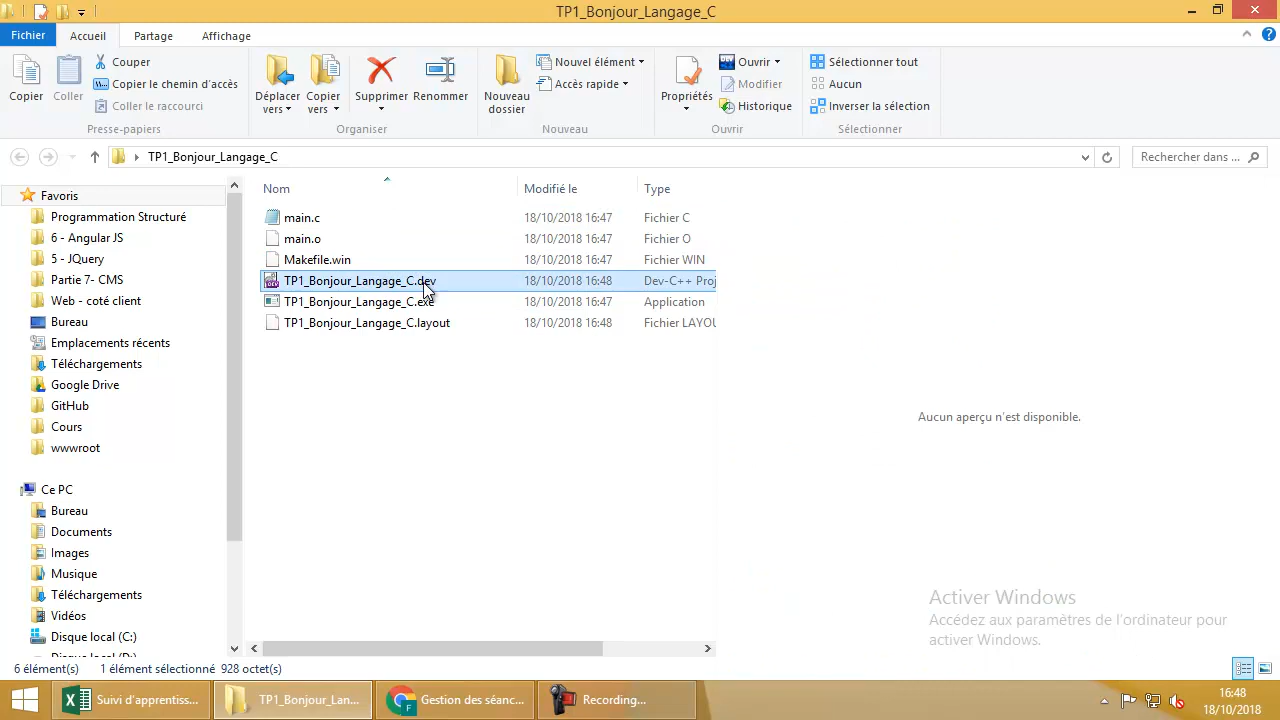 TP1_Bonjour_Langage_C
Fichier
Accueil
Partage
Affichage
Copier
Coller
Couper
Copier le chemin d'accès
Coller le raccourci
Presse-papiers
Déplacer vers
Copier vers
Supprimer
Renommer
Organiser
Nouveau dossier
Nouvel élément
Accès rapide
Nouveau
Propriétés
Ouvrir
Modifier
Historique
Ouvrir
Sélectionner tout
Aucun
Inverser la sélection
Sélectionner
TP1_Bonjour_Langage_C
Rechercher dans ...
Favoris
Programmation Structuré
6 - Angular JS
5 - JQuery
Partie 7- CMS
Web - coté client
Bureau
Emplacements récents
Téléchargements
Google Drive
GitHub
Cours
wwwroot
Ce PC
Bureau
Documents
Images
Musique
Téléchargements
Vidéos
Disque local (C:)
Nom Modifié le Type
main.c 18/10/2018 16:47 Fichier C
main.o 18/10/2018 16:47 Fichier O
Makefile.win 18/10/2018 16:47 Fichier WIN
TP1_Bonjour_Langage_C.dev 18/10/2018 16:48 Dev-C++ Proj
TP1_Bonjour_Langage_C.exe 18/10/2018 16:47 Application
TP1_Bonjour_Langage_C.layout 18/10/2018 16:48 Fichier LAYOU
Aucun aperçu n'est disponible.
Activer Windows
Accédez aux paramètres de l'ordinateur pour
activer Windows.
6 élément(s) 1 élément sélectionné 928 octet(s)
Suivi d'apprentiss...
TP1_Bonjour_Lan...
Gestion des séanc...
Recording...
16:48
18/10/2018